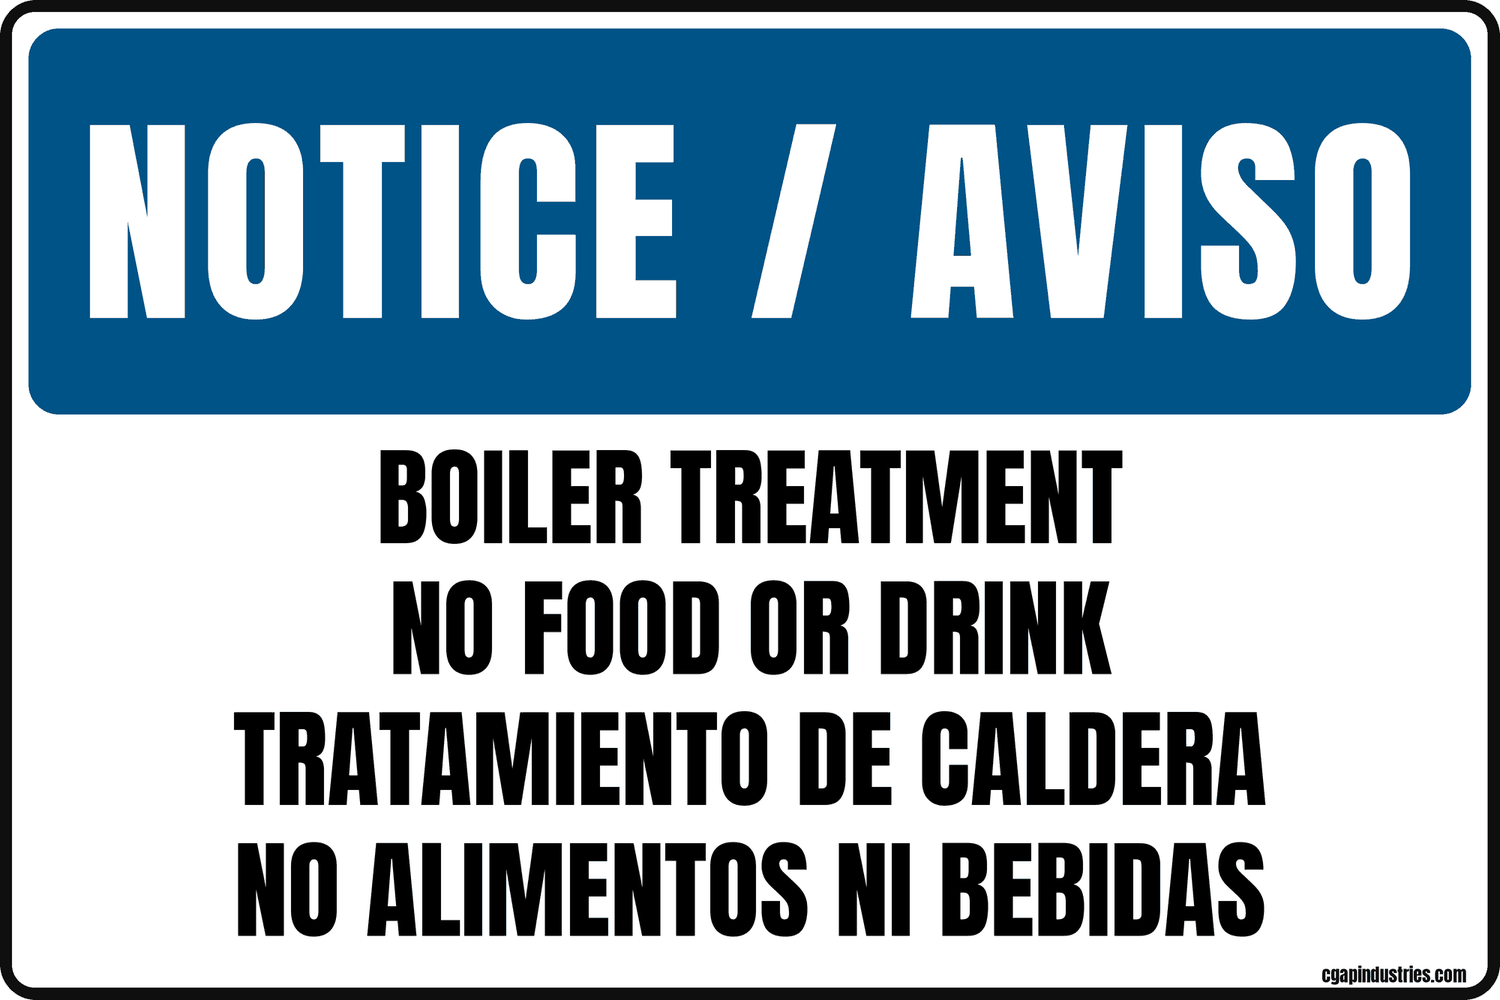 NOTICE / AVISO
BOILER TREATMENT
NO FOOD OR DRINK
TRATAMIENTO DE CALDERA
NO ALIMENTOS NI BEBIDAS
cgapindustries.com